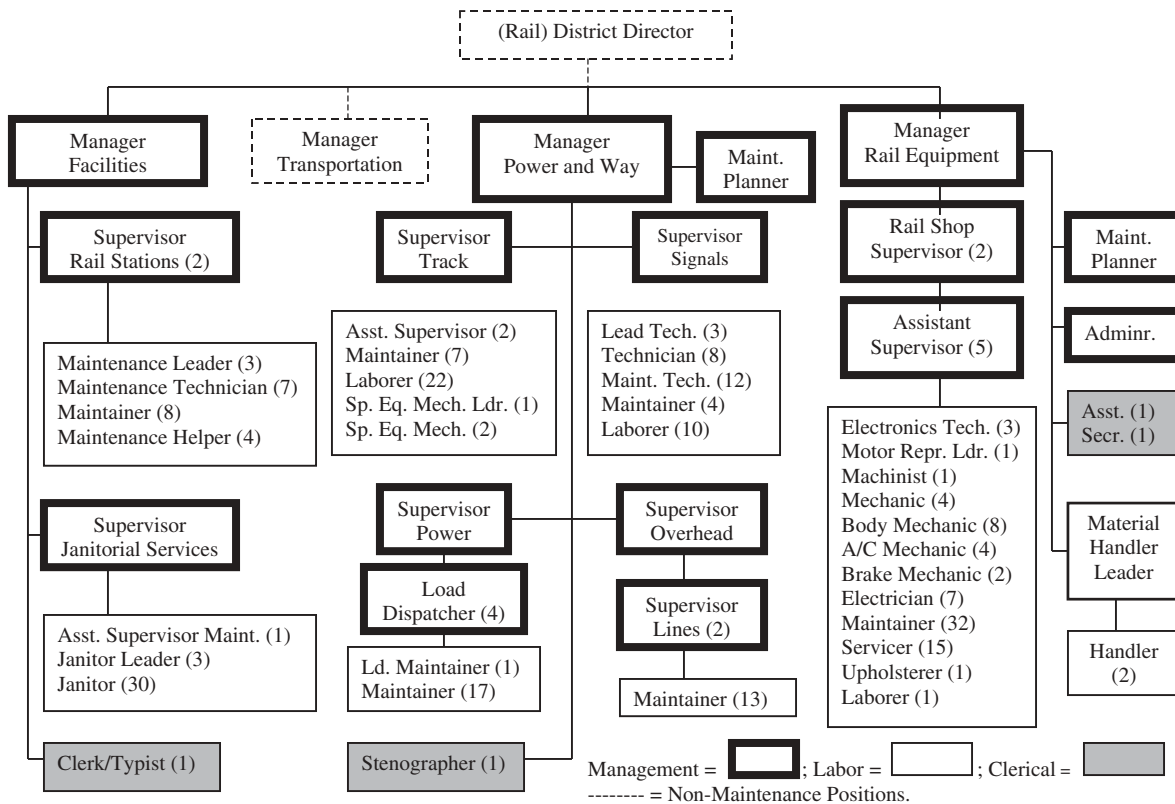 (Rail) District Director
Manager
Facilities
Manager
Transportation
Manager
Power and Way
Maint.
Planner
Manager
Rail Equipment
Supervisor
Rail Stations (2)
Maintenance Leader (3)
Maintenance Technician (7)
Maintainer (8)
Maintenance Helper (4)
Supervisor
Janitorial Services
Asst. Supervisor Maint. (1)
Janitor Leader (3)
Janitor (30)
Clerk/Typist (1)
Supervisor
Track
Asst. Supervisor (2)
Maintainer (7)
Laborer (22)
Sp. Eq. Mech. Ldr. (1)
Sp. Eq. Mech. (2)
Supervisor
Signals
Lead Tech. (3)
Technician (8)
Maint. Tech. (12)
Maintainer (4)
Laborer (10)
Supervisor
Power
Load
Dispatcher (4)
Ld. Maintainer (1)
Maintainer (17)
Supervisor
Overhead
Supervisor
Lines (2)
Maintainer (13)
Stenographer (1)
Rail Shop
Supervisor (2)
Assistant
Supervisor (5)
Electronics Tech. (3)
Motor Repr. Ldr. (1)
Machinist (1)
Mechanic (4)
Body Mechanic (8)
A/C Mechanic (4)
Brake Mechanic (2)
Electrician (7)
Maintainer (32)
Servicer (15)
Upholsterer (1)
Laborer (1)
Maint.
Planner
Adminr.
Asst. (1)
Secr. (1)
Material
Handler
Leader
Handler
(2)
Management = ; Labor = ; Clerical =
-------- = Non-Maintenance Positions.